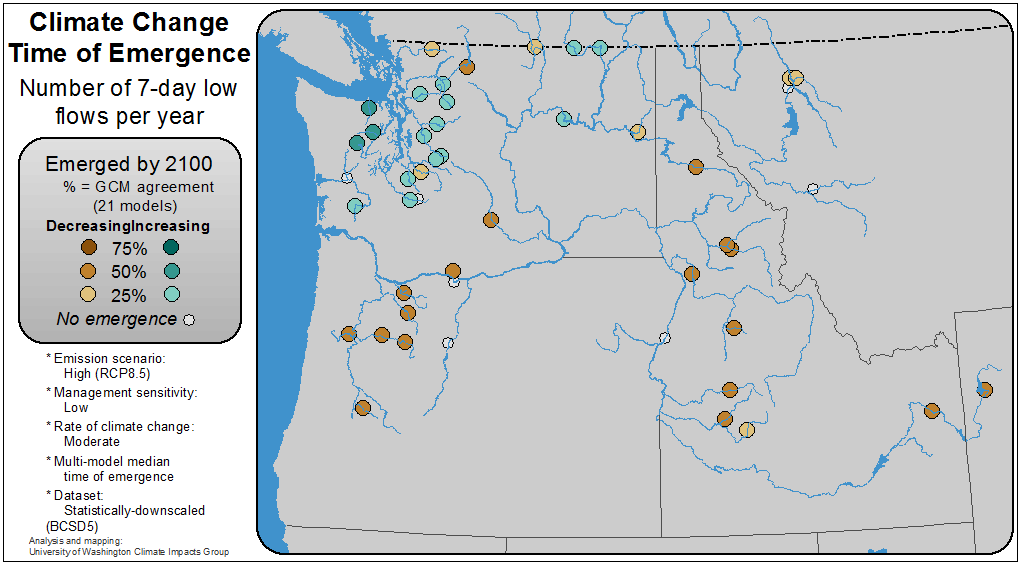 Climate Change
Time of Emergence
Number of 7-day low
flows per year
Emerged by 2100
% = GCM agreement
(21 models)
DecreasingIncreasing
75%
50%
25%
No emergence
* Emission scenario:
High (RCP8.5)
* Management sensitivity:
Low
* Rate of climate change:
Moderate
* Multi-model median
time of emergence
* Dataset:
Statistically-downscaled
(BCSD5)
Analysis and mapping:
University of Washington Climate Impacts Group